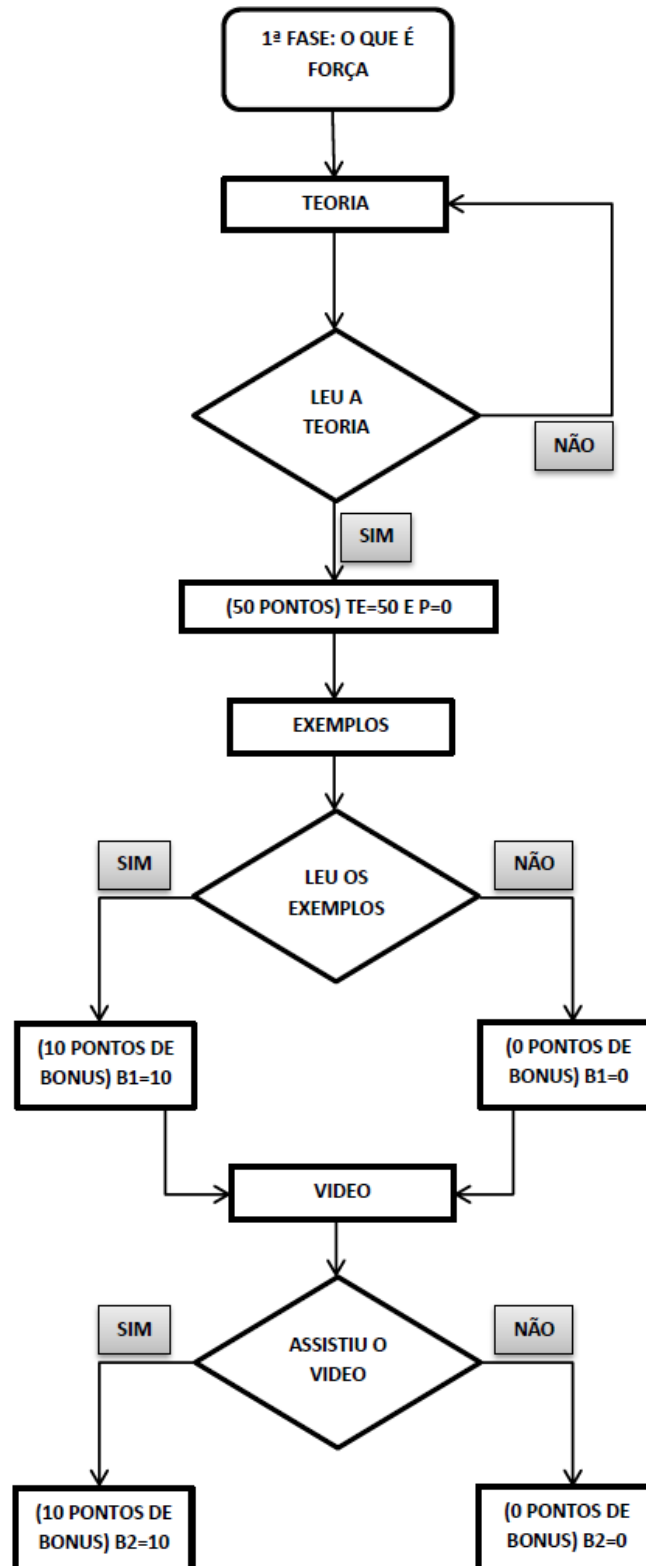 1ª FASE: O QUE É
FORÇA
TEORIA
LEU A
TEORIA
NÃO
SIM
(50 PONTOS) TE=50 E P=0
EXEMPLOS
SIM
NÃO
LEU OS
EXEMPLOS
(10 PONTOS DE
BONUS) B1=10
(0 PONTOS DE
BONUS) B1=0
VIDEO
SIM
NÃO
ASSISTIU O
VIDEO
(10 PONTOS DE
BONUS) B2=10
(0 PONTOS DE
BONUS) B2=0